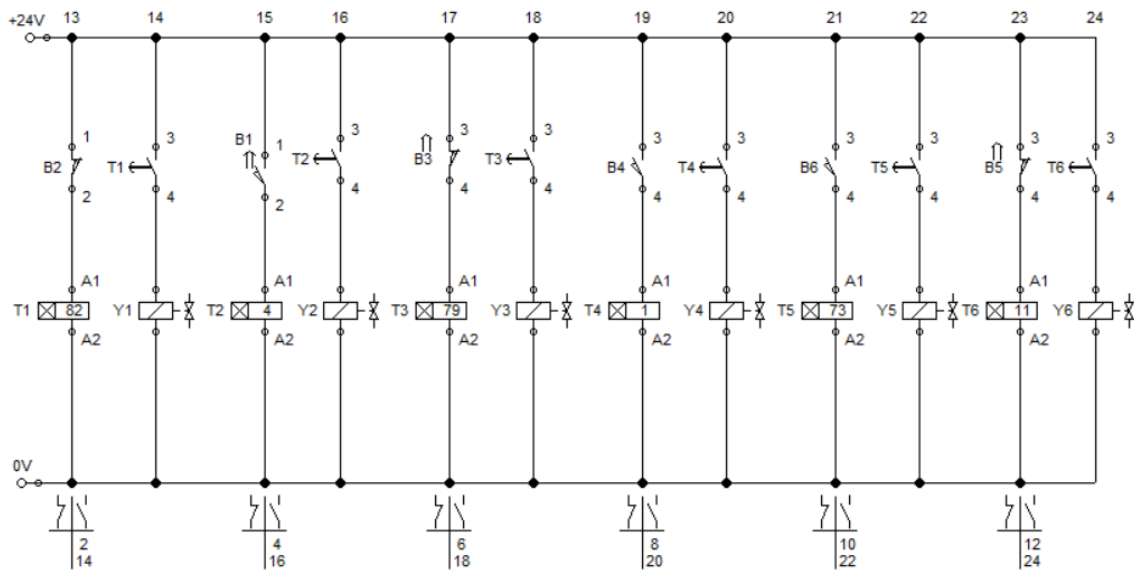 13 14 15 16 17 18 19 20 21 22 23 24
+24V
3 3 3
B1 1 1 3 3 3 3 3 3 3 3
B2 T1 T2 B3 T3 B4 T4 B6 T5 B5 T6
2 4 2 4 4 4 4 4 4 4 4 4
A1 A1 A1 A1 A1 A1
T1 82 Y1 T2 4 Y2 T3 79 Y3 T4 1 Y4 T5 73 Y5 T6 11 Y6
A2 A2 A2 A2 A2 A2
0V
2 4 6 8 10 12
14 16 18 20 22 24